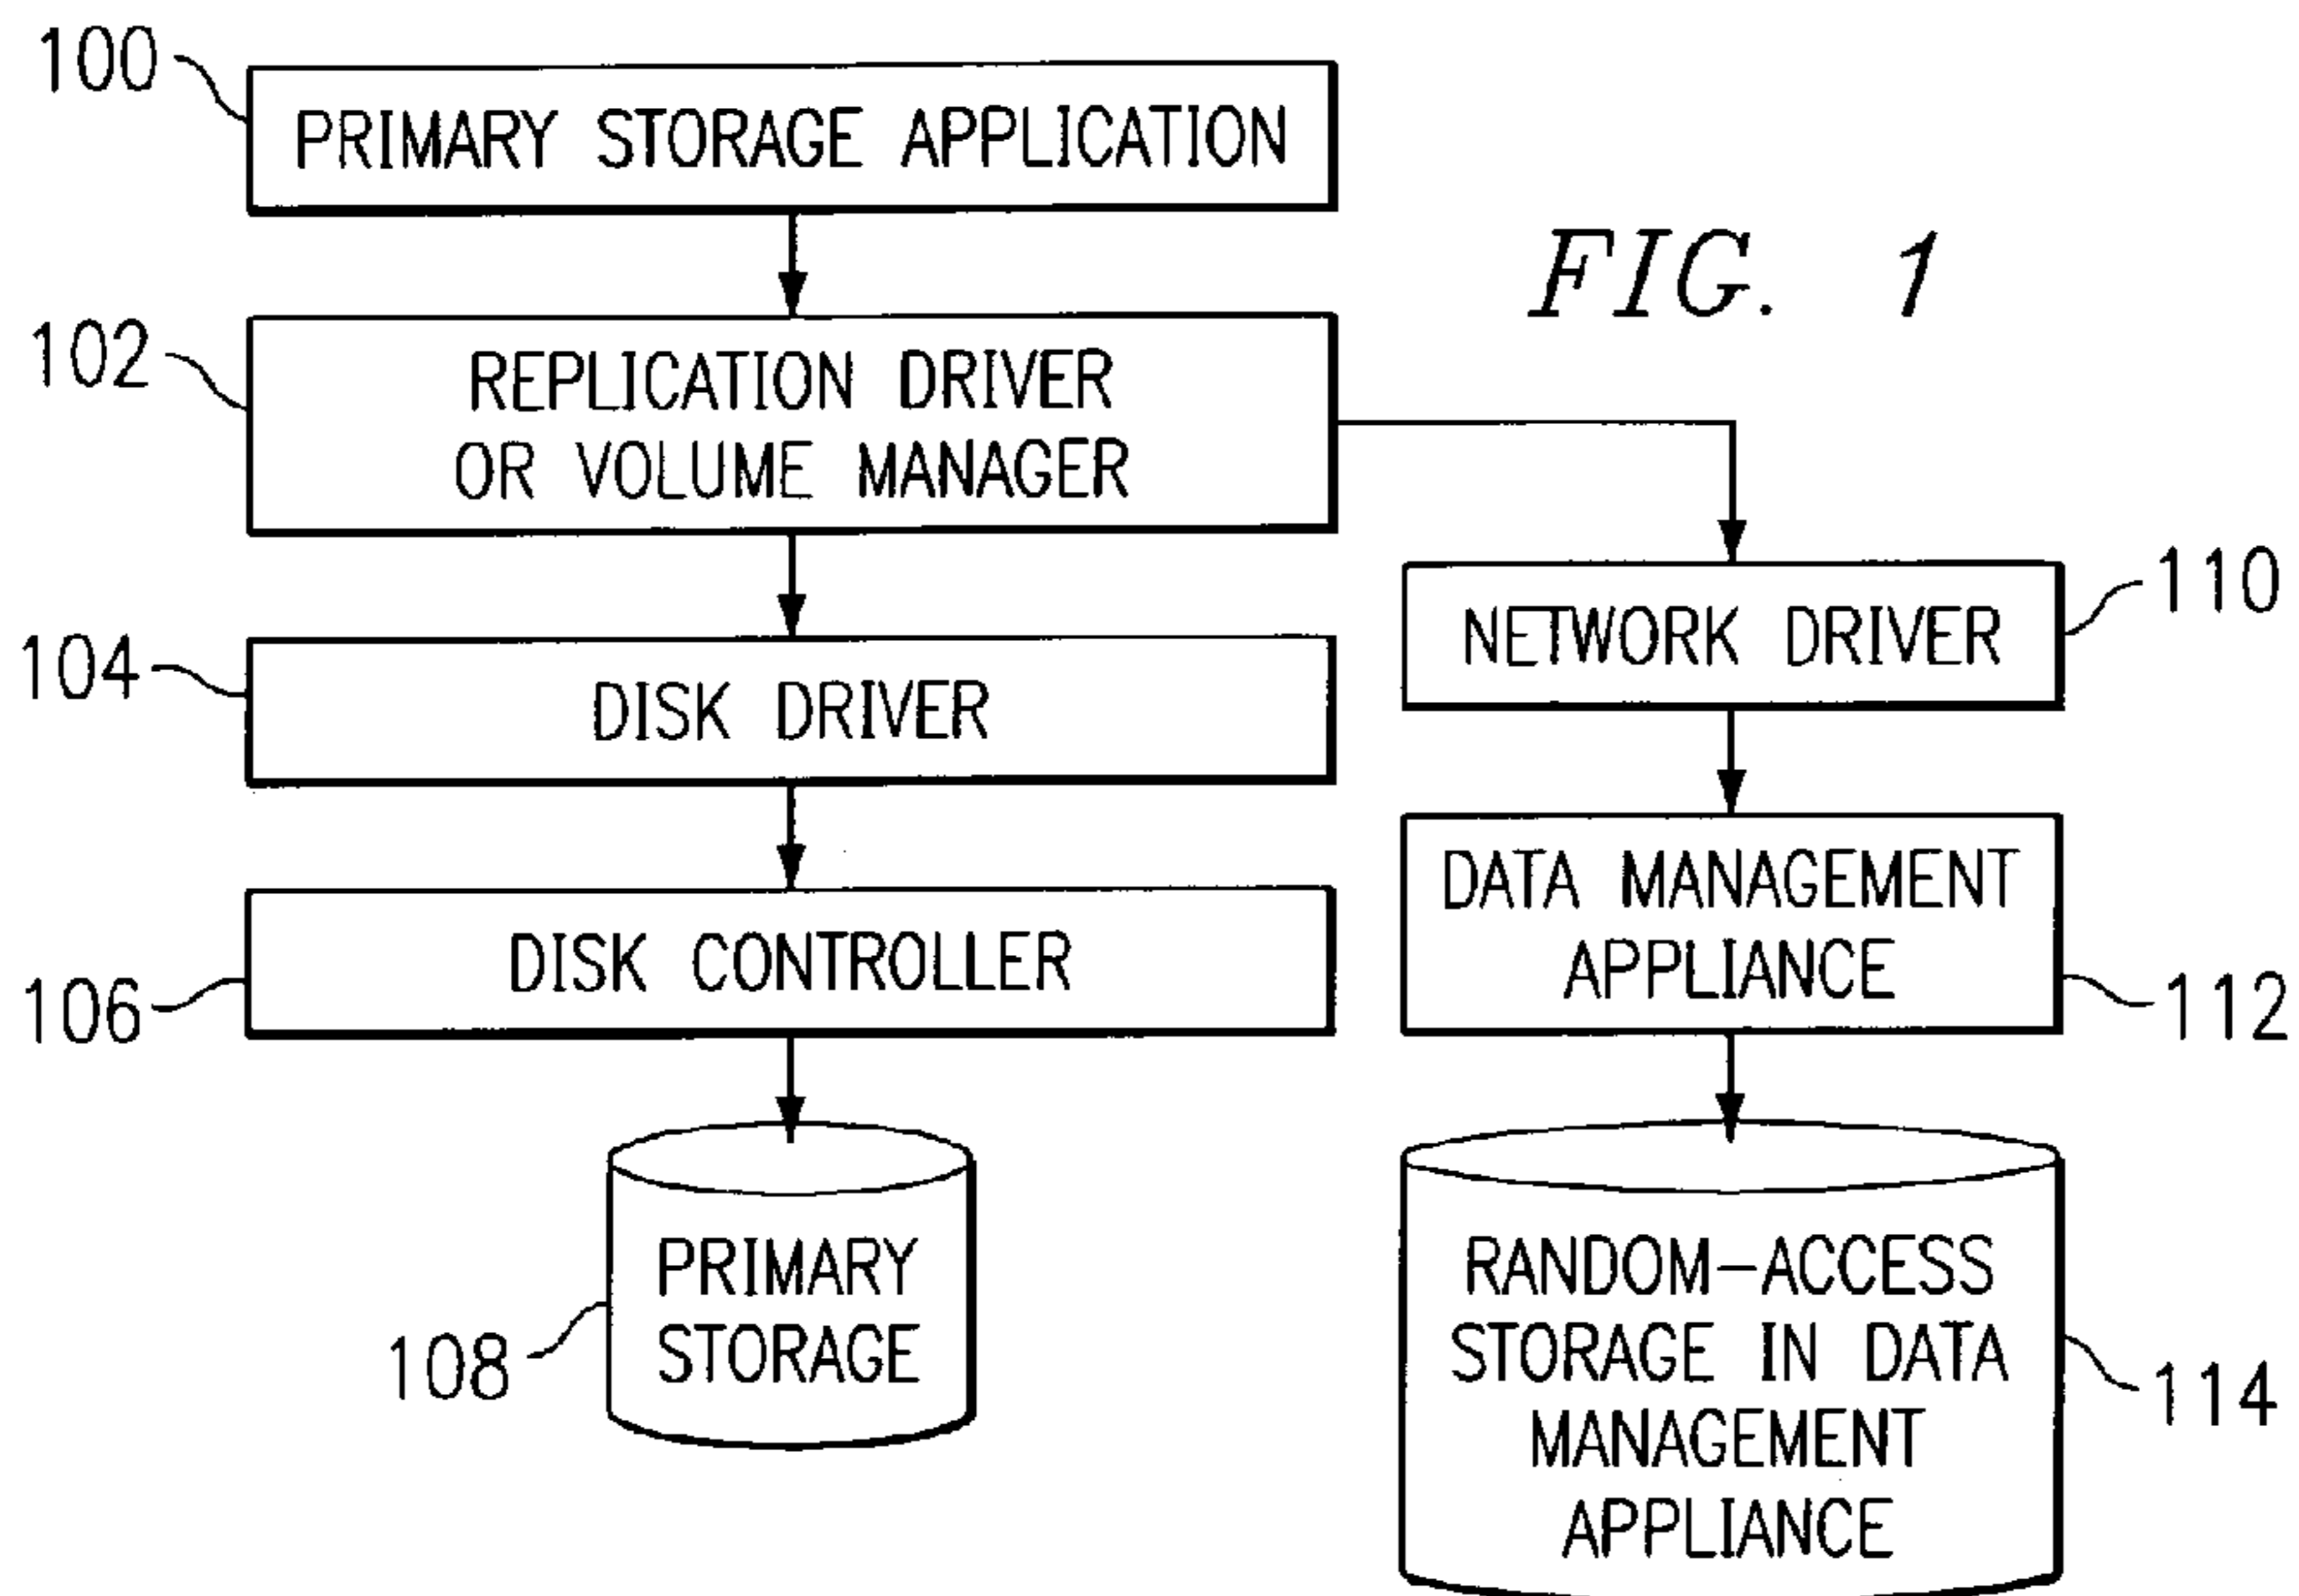 100
PRIMARY STORAGE APPLICATION
FIG. 1
102
REPLICATION DRIVER
OR VOLUME MANAGER
110
NETWORK DRIVER
104
DISK DRIVER
DATA MANAGEMENT
APPLIANCE
112
106
DISK CONTROLLER
108
PRIMARY
STORAGE
RANDOM-ACCESS
STORAGE IN DATA
MANAGEMENT
APPLIANCE
114